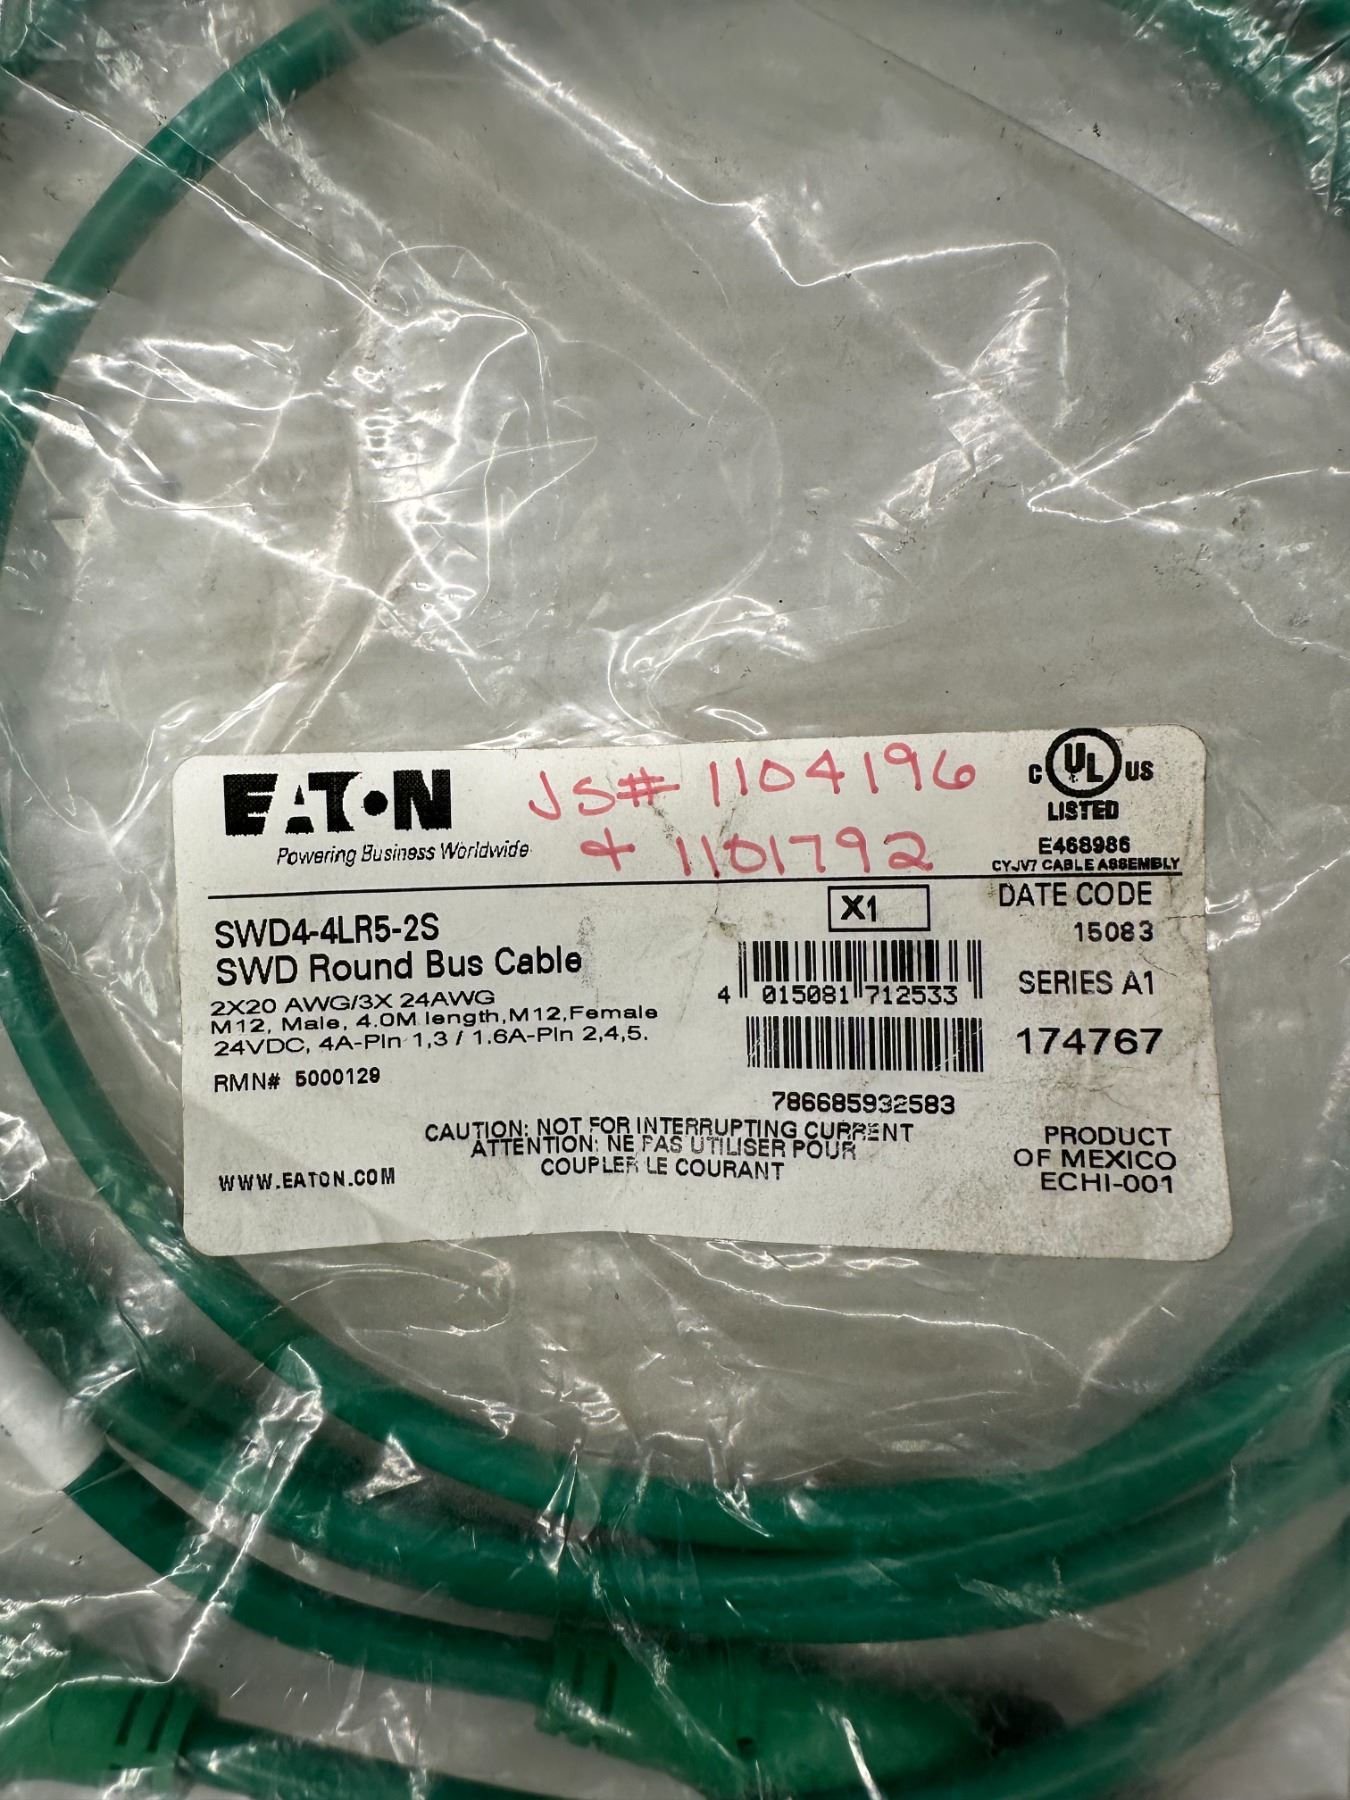 EATON
Powering Business Worldwide
JS# 1104196
+ 1101792
C UL US
LISTED
E468986
CYJV7 CABLE ASSEMBLY
SWD4-4LR5-2S
SWD Round Bus Cable
2X20 AWG/3X 24AWG
M12, Male, 4.0M length,M12,Female
24VDC, 4A-Pin 1,3 / 1.6A-Pin 2,4,5.
RMN# 5000129
X1
4 015081 712533
786685932583
DATE CODE
15083
SERIES A1
174767
CAUTION: NOT FOR INTERRUPTING CURRENT
ATTENTION: NE PAS UTILISER POUR
COUPLER LE COURANT
WWW.EATON.COM
PRODUCT
OF MEXICO
ECHI-001